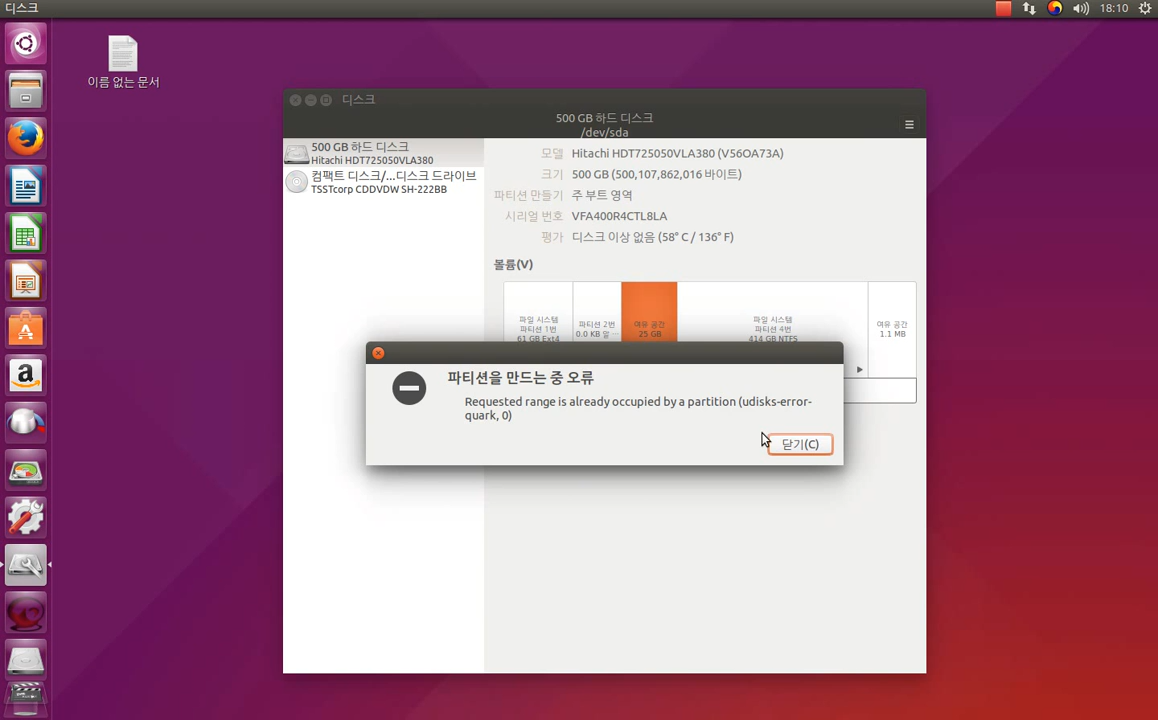 디스크
18:10
이름 없는 문서
디스크
500 GB 하드 디스크
/dev/sda
500 GB 하드 디스크
Hitachi HDT725050VLA380
컴팩트 디스크/...디스크 드라이브
TSSTcorp CDDVDW SH-222BB
모델 Hitachi HDT725050VLA380 (V56OA73A)
크기 500 GB (500,107,862,016 바이트)
파티션 만들기 주 부트 영역
시리얼 번호 VFA400R4CTL8LA
평가 디스크 이상 없음 (58° C / 136° F)
볼륨(V)
파일 시스템
파티션 1번
61 GB Ext4
파티션 2번
0.0 KB 알...
여유 공간
25 GB
파일 시스템
파티션 4번
414 GB NTFS
여유 공간
1.1 MB
파티션을 만드는 중 오류
Requested range is already occupied by a partition (udisks-error-
quark, 0)
닫기(C)